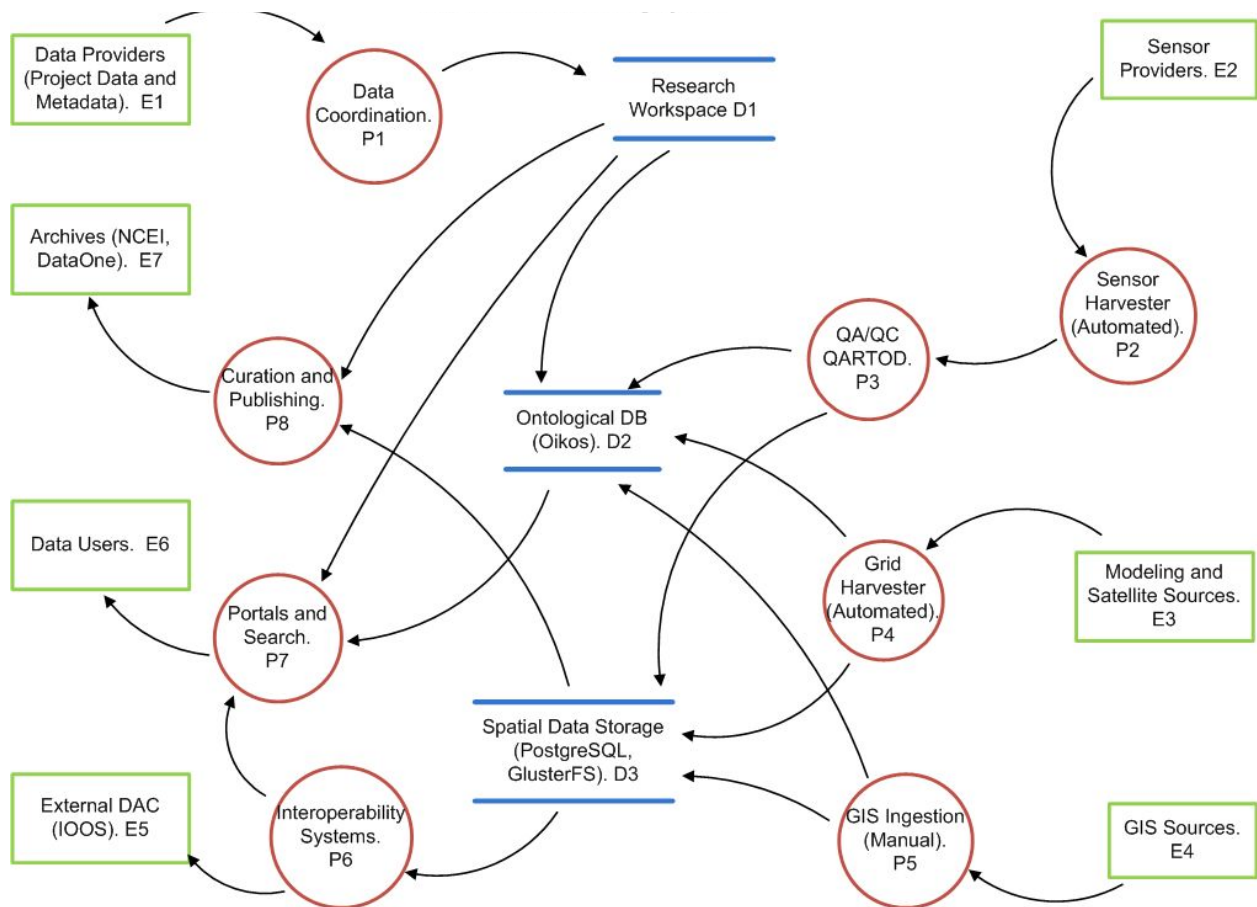 Data Providers
(Project Data and
Metadata).  E1
Data
Coordination.
P1
Research
Workspace D1
Sensor
Providers. E2
Archives (NCEI,
DataOne).  E7
Sensor
Harvester
(Automated).
P2
QA/QC
QARTOD.
P3
Curation and
Publishing.
P8
Ontological DB
(Oikos). D2
Data Users.  E6
Grid
Harvester
(Automated).
P4
Modeling and
Satellite Sources.
E3
Portals and
Search.
P7
Spatial Data Storage
(PostgreSQL,
GlusterFS). D3
External DAC
(IOOS). E5
Interoperability
Systems.
P6
GIS Ingestion
(Manual).
P5
GIS Sources.
E4